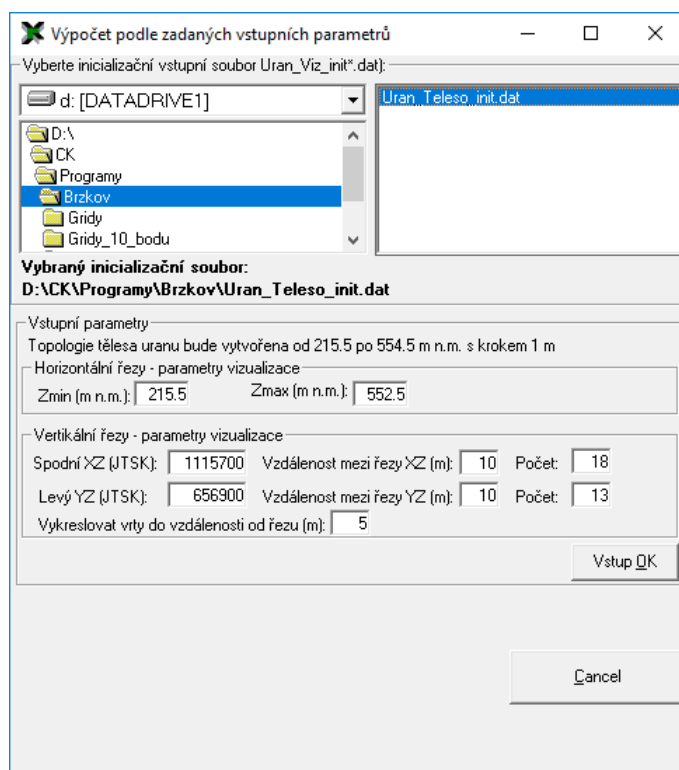 Výpočet podle zadaných vstupních parametrů
Vyberte inicializační vstupní soubor Uran_Viz_init*.dat):
d: [DATADRIVE1]
Uran_Teleso_init.dat
D:\
CK
Programy
Brzkov
Gridy
Gridy_10_bodu
Vybraný inicializační soubor:
D:\CK\Programy\Brzkov\Uran_Teleso_init.dat
Vstupní parametry
Topologie tělesa uranu bude vytvořena od 215.5 po 554.5 m n.m. s krokem 1 m
Horizontální řezy - parametry vizualizace
Zmin (m n.m.): 215.5 Zmax (m n.m.): 552.5
Vertikální řezy - parametry vizualizace
Spodní XZ (JTSK): 1115700 Vzdálenost mezi řezy XZ (m): 10 Počet: 18
Levý YZ (JTSK): 656900 Vzdálenost mezi řezy YZ (m): 10 Počet: 13
Vykreslovat vrty do vzdálenosti od řezu (m): 5
Vstup OK
Cancel